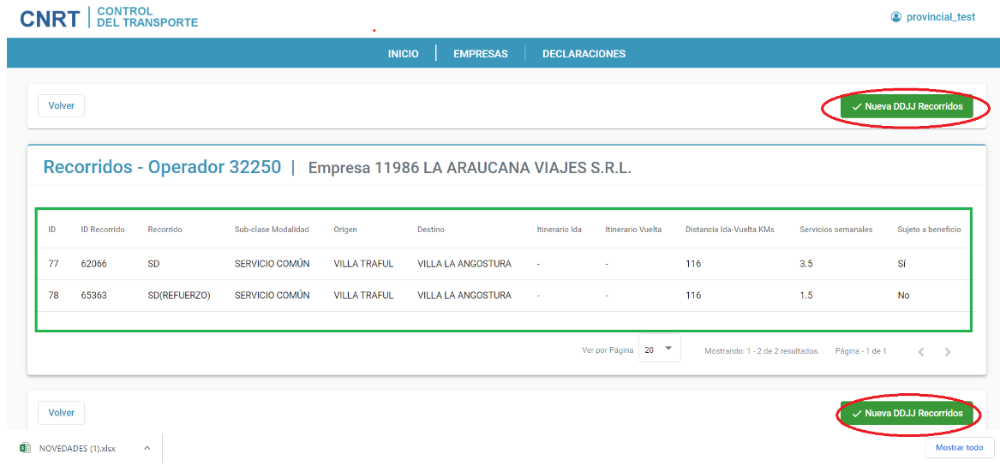 CNRT
CONTROL
DEL TRANSPORTE
provincial_test
INICIO EMPRESAS DECLARACIONES
Volver
Nueva DDJJ Recorridos
Recorridos - Operador 32250 | Empresa 11986 LA ARAUCANA VIAJES S.R.L.
ID ID Recorrido Recorrido Sub-clase Modalidad Origen Destino Itinerario Ida Itinerario Vuelta Distancia Ida-Vuelta KMs Servicios semanales Sujeto a beneficio
77 62066 SD SERVICIO COMÚN VILLA TRAFUL VILLA LA ANGOSTURA - - 116 3.5 Sí
78 65363 SD(REFUERZO) SERVICIO COMÚN VILLA TRAFUL VILLA LA ANGOSTURA - - 116 1.5 No
Ver por Página 20 Mostrando: 1 - 2 de 2 resultados. Página - 1 de 1
Volver
Nueva DDJJ Recorridos
NOVEDADES (1).xlsx
Mostrar todo